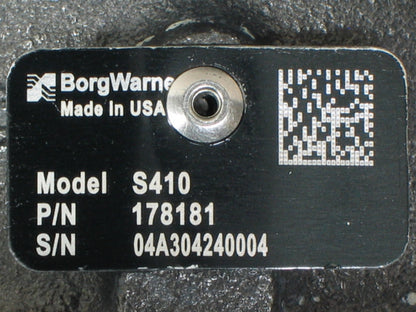 BorgWarne
Made In USA
Model S410
P/N 178181
S/N 04A304240004